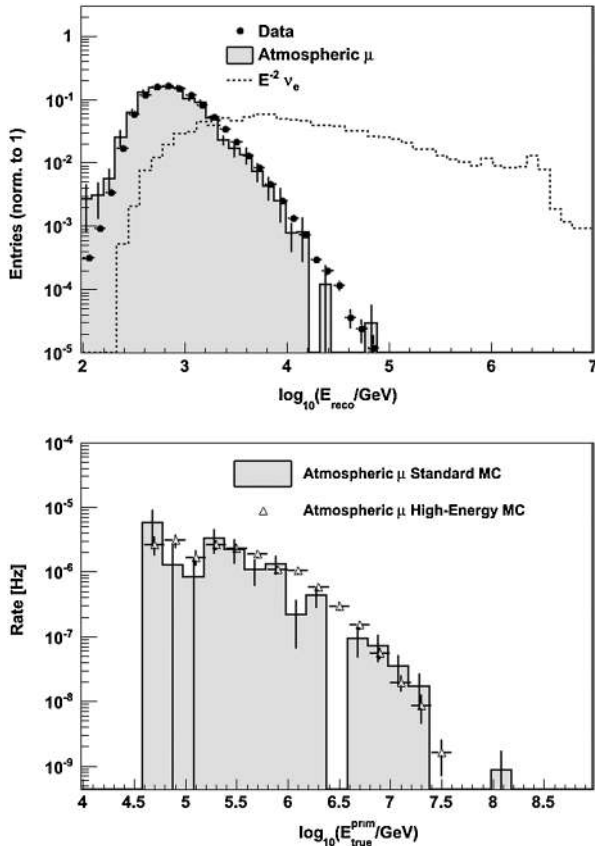 Data
Atmospheric μ
E⁻² νₑ
Entries (norm. to 1)
1
10⁻¹
10⁻²
10⁻³
10⁻⁴
10⁻⁵
2 3 4 5 6 7
log₁₀(E_reco/GeV)
Atmospheric μ Standard MC
Atmospheric μ High-Energy MC
Rate [Hz]
10⁻⁴
10⁻⁵
10⁻⁶
10⁻⁷
10⁻⁸
10⁻⁹
4 4.5 5 5.5 6 6.5 7 7.5 8 8.5
log₁₀(E^prim_true/GeV)